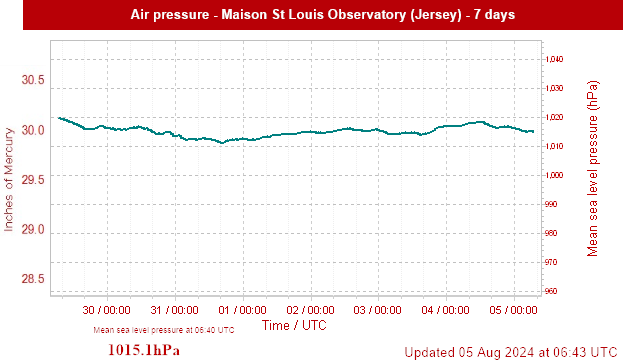 Air pressure - Maison St Louis Observatory (Jersey) - 7 days
Inches of Mercury
30.5
30.0
29.5
29.0
28.5
1,040
1,030
1,020
1,010
1,000
990
980
970
960
Mean sea level pressure (hPa)
30 / 00:00 31 / 00:00 01 / 00:00 02 / 00:00 03 / 00:00 04 / 00:00 05 / 00:00
Time / UTC
Mean sea level pressure at 06:40 UTC
1015.1hPa
Updated 05 Aug 2024 at 06:43 UTC